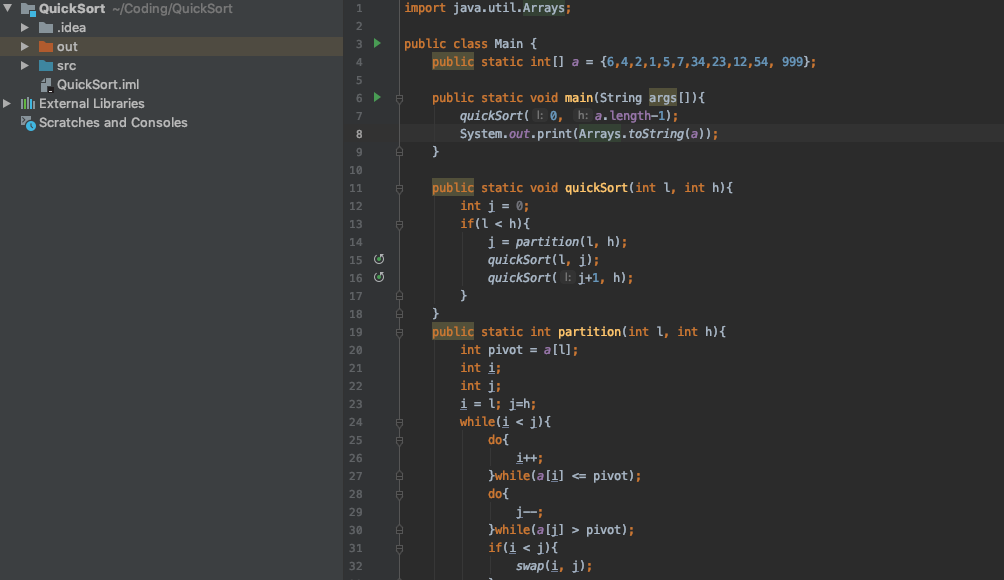 QuickSort ~/Coding/QuickSort
.idea
out
src
QuickSort.iml
External Libraries
Scratches and Consoles
1 import java.util.Arrays;
2
3 public class Main {
4 public static int[] a = {6,4,2,1,5,7,34,23,12,54, 999};
5
6 public static void main(String args[]){
7 quickSort( l: 0, h: a.length-1);
8 System.out.print(Arrays.toString(a));
9 }
10
11 public static void quickSort(int l, int h){
12 int j = 0;
13 if(l < h){
14 j = partition(l, h);
15 quickSort(l, j);
16 quickSort( l: j+1, h);
17 }
18 }
19 public static int partition(int l, int h){
20 int pivot = a[l];
21 int i;
22 int j;
23 i = l; j=h;
24 while(i < j){
25 do{
26 i++;
27 }while(a[i] <= pivot);
28 do{
29 j--;
30 }while(a[j] > pivot);
31 if(i < j){
32 swap(i, j);